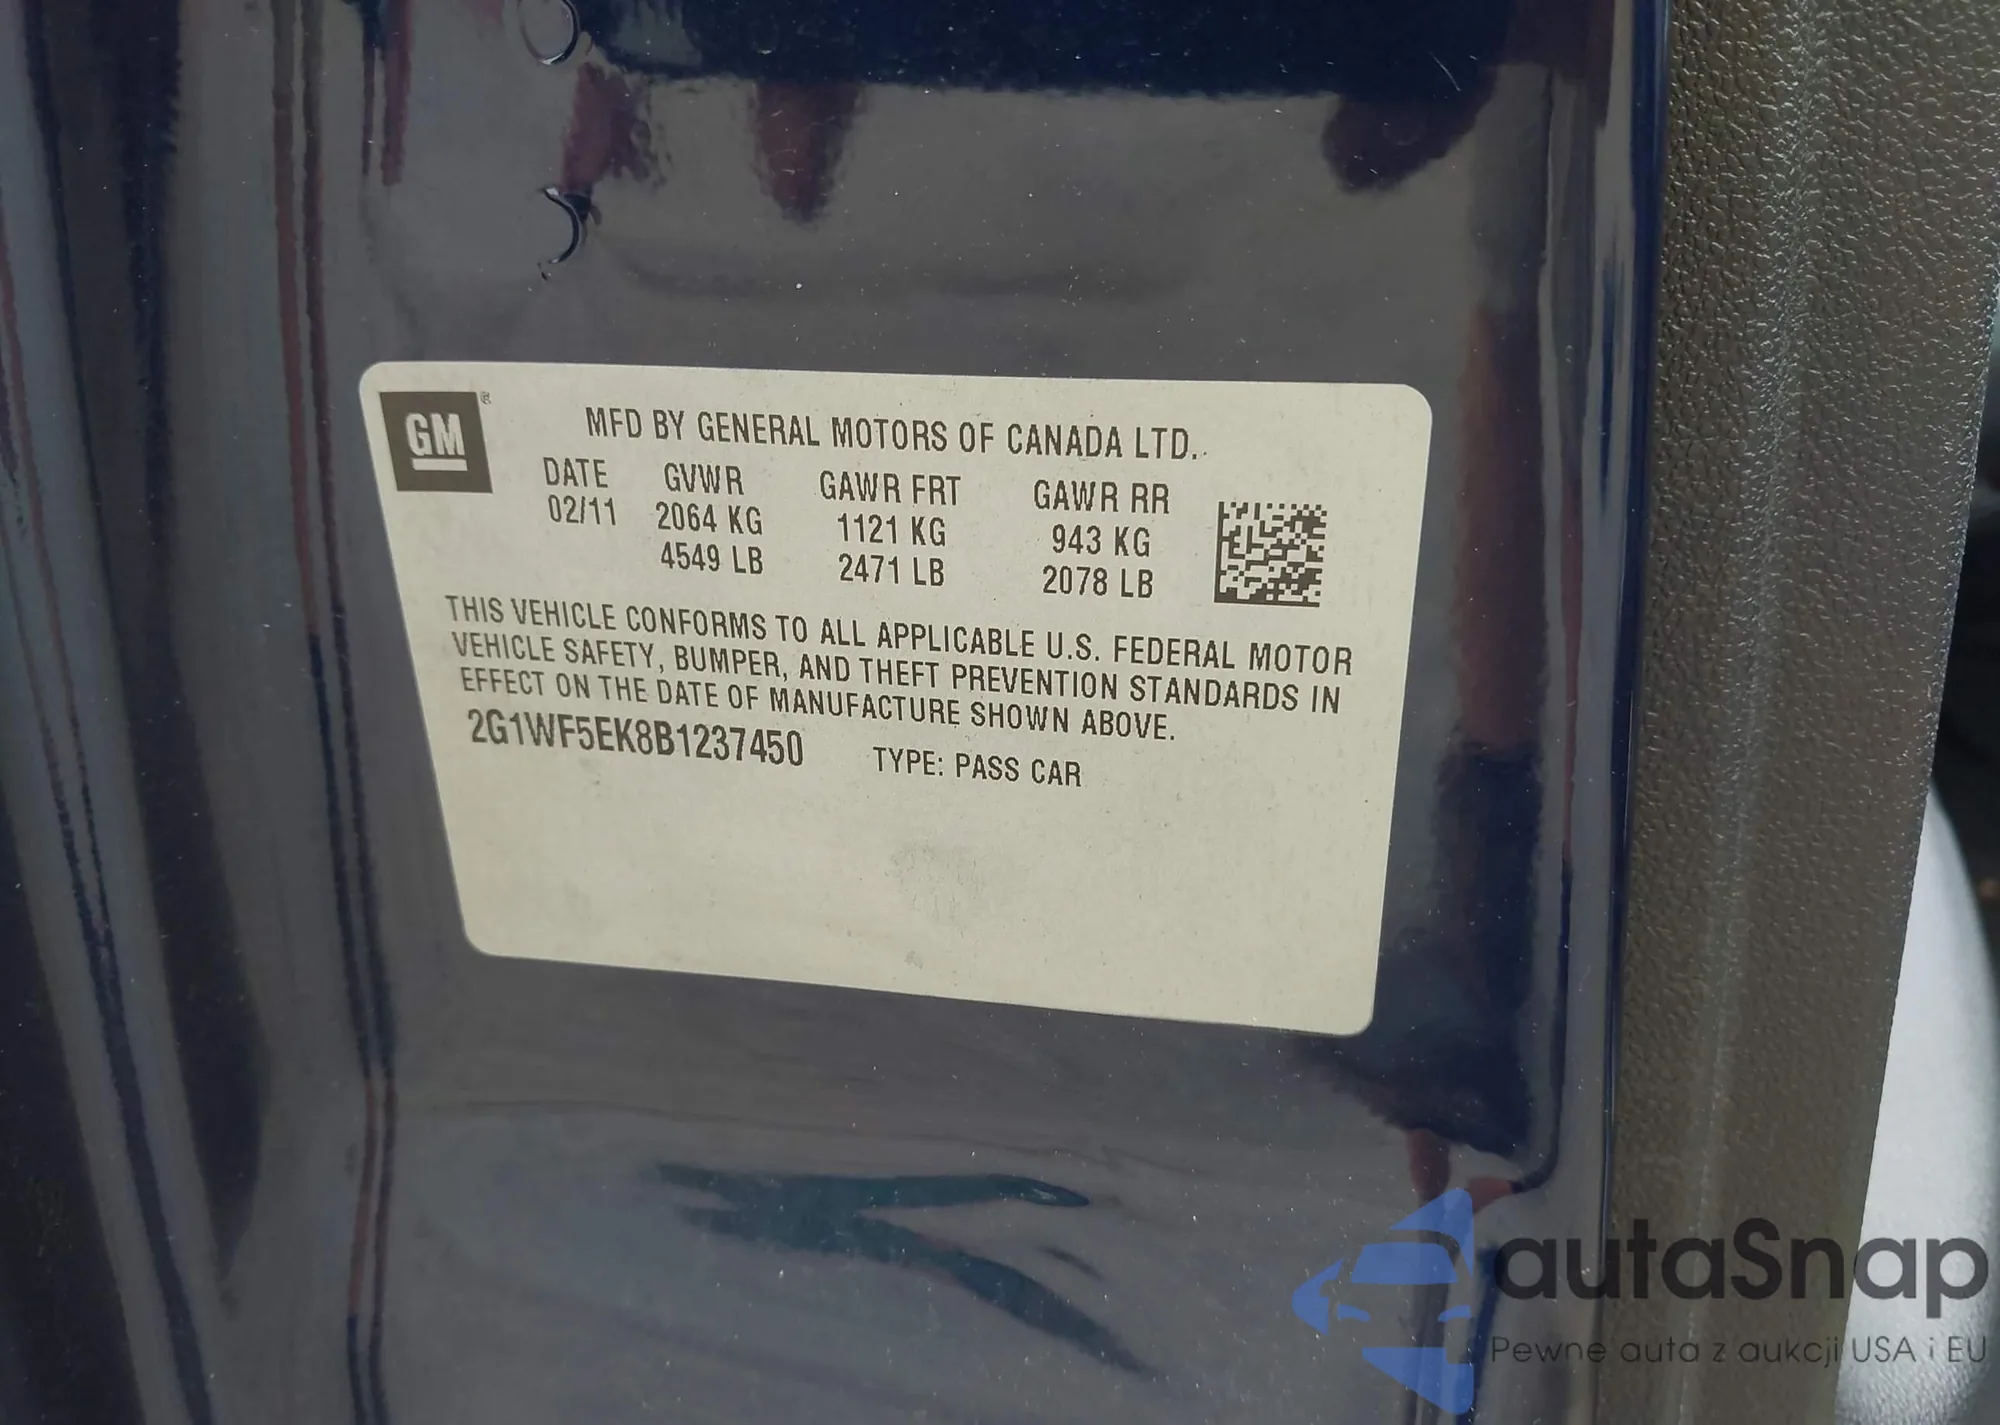 GM ®
MFD BY GENERAL MOTORS OF CANADA LTD.
DATE GVWR GAWR FRT GAWR RR
02/11 2064 KG 1121 KG 943 KG
4549 LB 2471 LB 2078 LB
THIS VEHICLE CONFORMS TO ALL APPLICABLE U.S. FEDERAL MOTOR
VEHICLE SAFETY, BUMPER, AND THEFT PREVENTION STANDARDS IN
EFFECT ON THE DATE OF MANUFACTURE SHOWN ABOVE.
2G1WF5EK8B1237450 TYPE: PASS CAR
autaSnap
Pewne auta z aukcji USA i EU